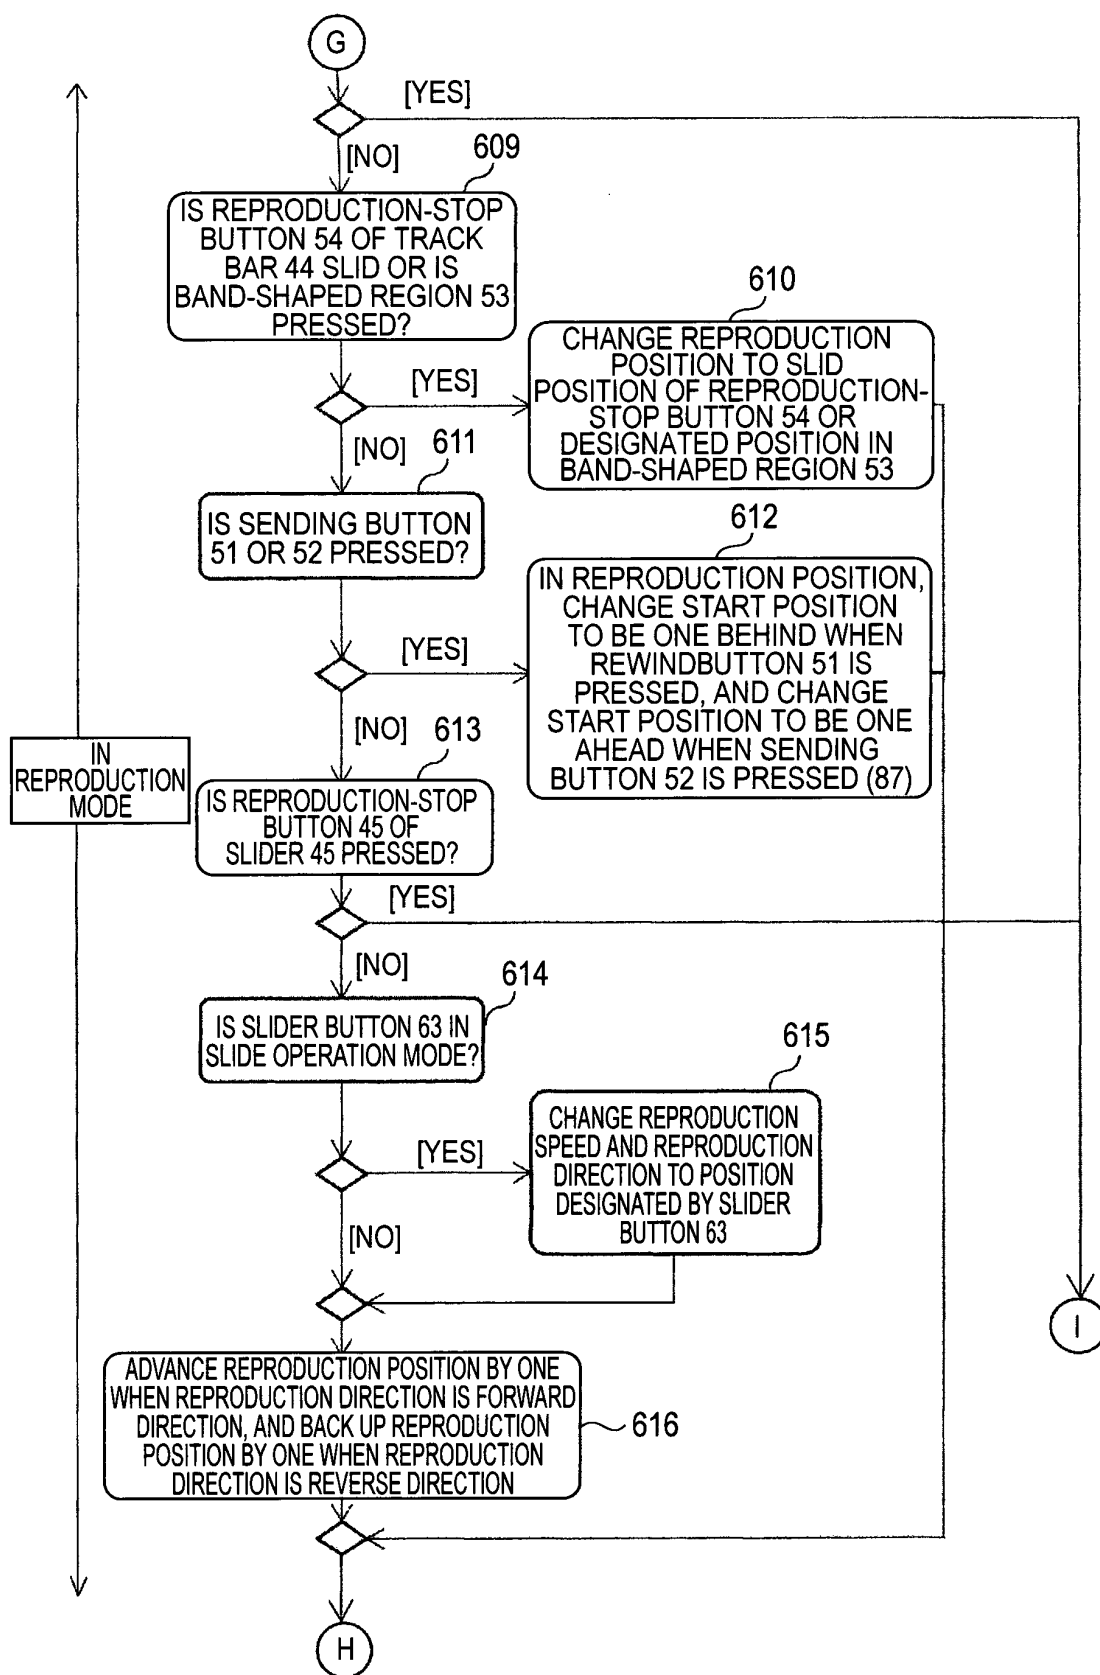 G
[YES]
[NO]
609
IS REPRODUCTION-STOP
BUTTON 54 OF TRACK
BAR 44 SLID OR IS
BAND-SHAPED REGION 53
PRESSED?
610
[YES]
CHANGE REPRODUCTION
POSITION TO SLID
POSITION OF REPRODUCTION-
STOP BUTTON 54 OR
DESIGNATED POSITION IN
BAND-SHAPED REGION 53
[NO]
611
IS SENDING BUTTON
51 OR 52 PRESSED?
612
[YES]
IN REPRODUCTION POSITION,
CHANGE START POSITION
TO BE ONE BEHIND WHEN
REWINDBUTTON 51 IS
PRESSED, AND CHANGE
START POSITION TO BE ONE
AHEAD WHEN SENDING
BUTTON 52 IS PRESSED (87)
[NO]
613
IN
REPRODUCTION
MODE
IS REPRODUCTION-STOP
BUTTON 45 OF
SLIDER 45 PRESSED?
[YES]
[NO]
614
IS SLIDER BUTTON 63 IN
SLIDE OPERATION MODE?
615
[YES]
CHANGE REPRODUCTION
SPEED AND REPRODUCTION
DIRECTION TO POSITION
DESIGNATED BY SLIDER
BUTTON 63
[NO]
I
ADVANCE REPRODUCTION POSITION BY ONE
WHEN REPRODUCTION DIRECTION IS FORWARD
DIRECTION, AND BACK UP REPRODUCTION
POSITION BY ONE WHEN REPRODUCTION
DIRECTION IS REVERSE DIRECTION
616
H